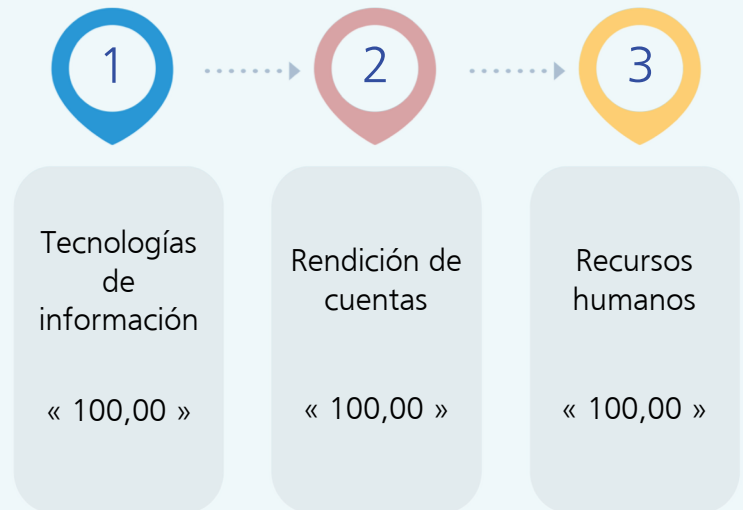 1
2
3
Tecnologías
de
información
« 100,00 »
Rendición de
cuentas
« 100,00 »
Recursos
humanos
« 100,00 »